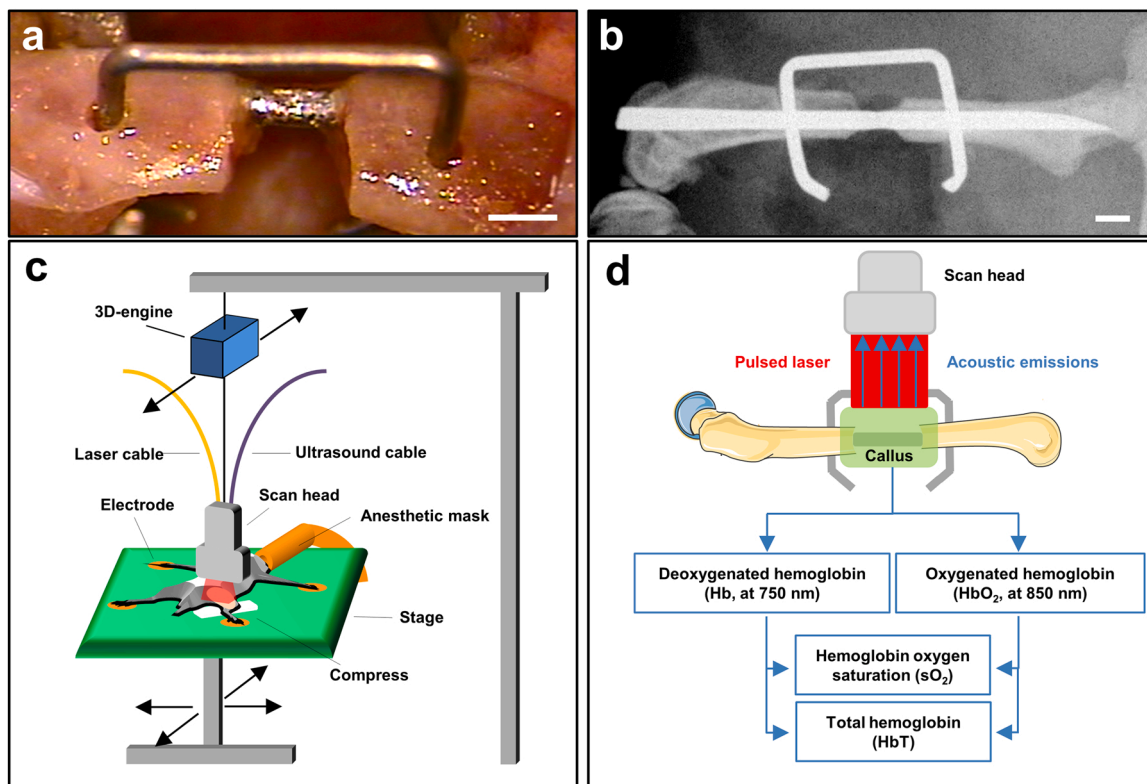 a
b
c
3D-engine
Laser cable
Ultrasound cable
Scan head
Electrode
Anesthetic mask
Stage
Compress
d
Scan head
Pulsed laser
Acoustic emissions
Callus
Deoxygenated hemoglobin
(Hb, at 750 nm)
Oxygenated hemoglobin
(HbO₂, at 850 nm)
Hemoglobin oxygen
saturation (sO₂)
Total hemoglobin
(HbT)